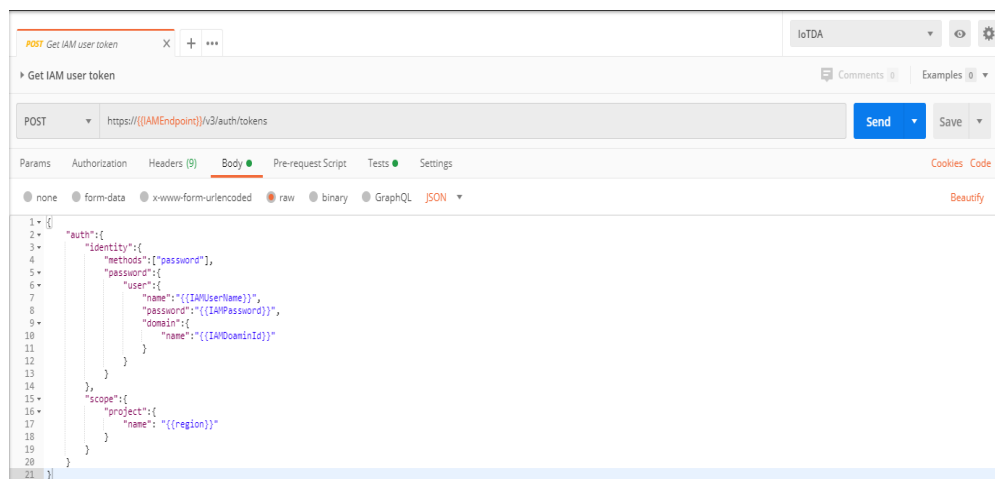 POST Get IAM user token X + •••
IoTDA
Get IAM user token
Comments 0 Examples 0
POST https://{{IAMEndpoint}}/v3/auth/tokens Send Save
Params Authorization Headers (9) Body Pre-request Script Tests Settings Cookies Code
none form-data x-www-form-urlencoded raw binary GraphQL JSON Beautify
1 {
2 "auth":{
3 "identity":{
4 "methods":["password"],
5 "password":{
6 "user":{
7 "name":"{{IAMUserName}}",
8 "password":"{{IAMPassword}}",
9 "domain":{
10 "name":"{{IAMDoaminId}}"
11 }
12 }
13 }
14 },
15 "scope":{
16 "project":{
17 "name": "{{region}}"
18 }
19 }
20 }
21 }